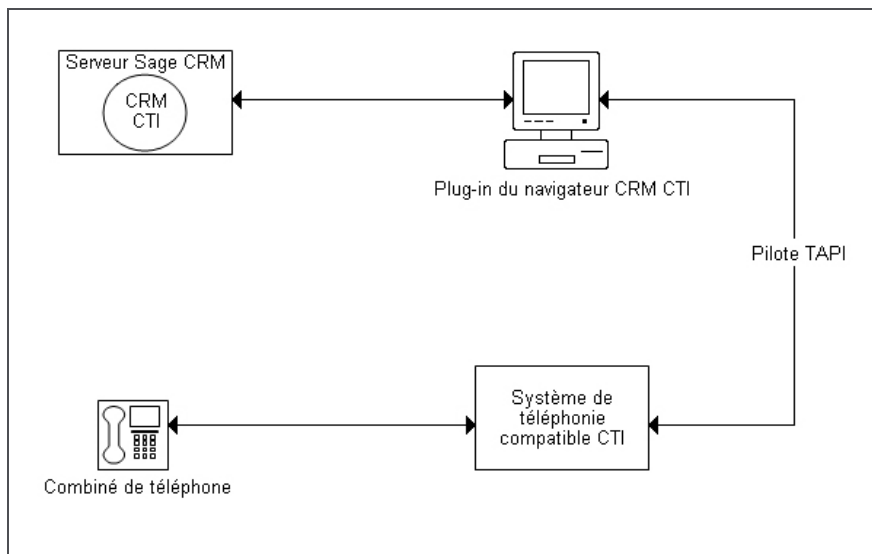 Serveur Sage CRM
CRM
CTI
Plug-in du navigateur CRM CTI
Pilote TAPI
Système de
téléphonie
compatible CTI
Combiné de téléphone